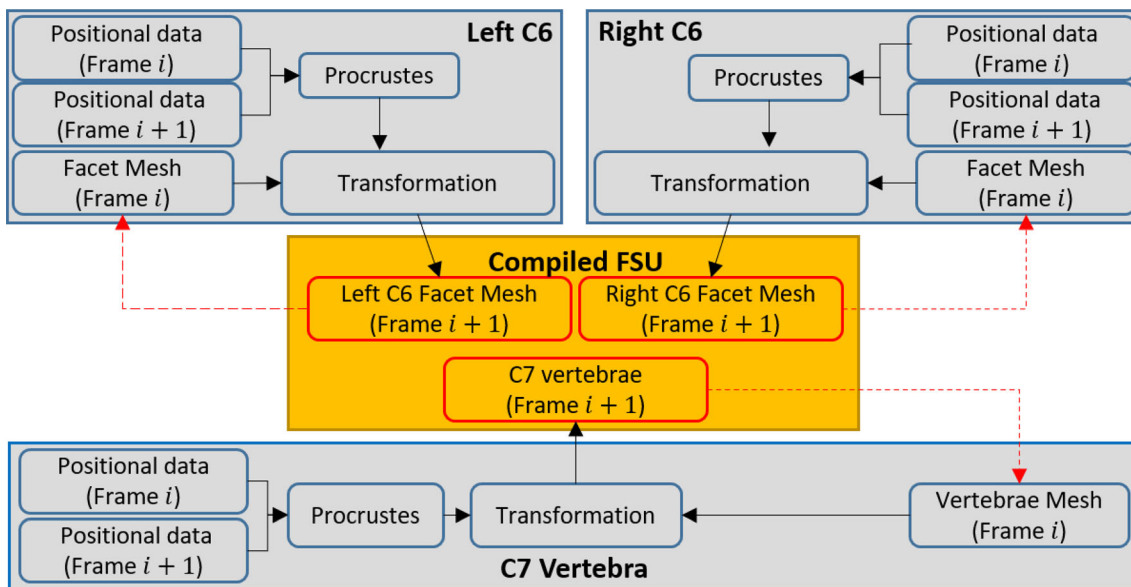 Left C6
Positional data
(Frame i)
Positional data
(Frame i + 1)
Procrustes
Facet Mesh
(Frame i)
Transformation
Right C6
Positional data
(Frame i)
Procrustes
Positional data
(Frame i + 1)
Transformation
Facet Mesh
(Frame i)
Compiled FSU
Left C6 Facet Mesh
(Frame i + 1)
Right C6 Facet Mesh
(Frame i + 1)
C7 vertebrae
(Frame i + 1)
Positional data
(Frame i)
Positional data
(Frame i + 1)
Procrustes
Transformation
Vertebrae Mesh
(Frame i)
C7 Vertebra